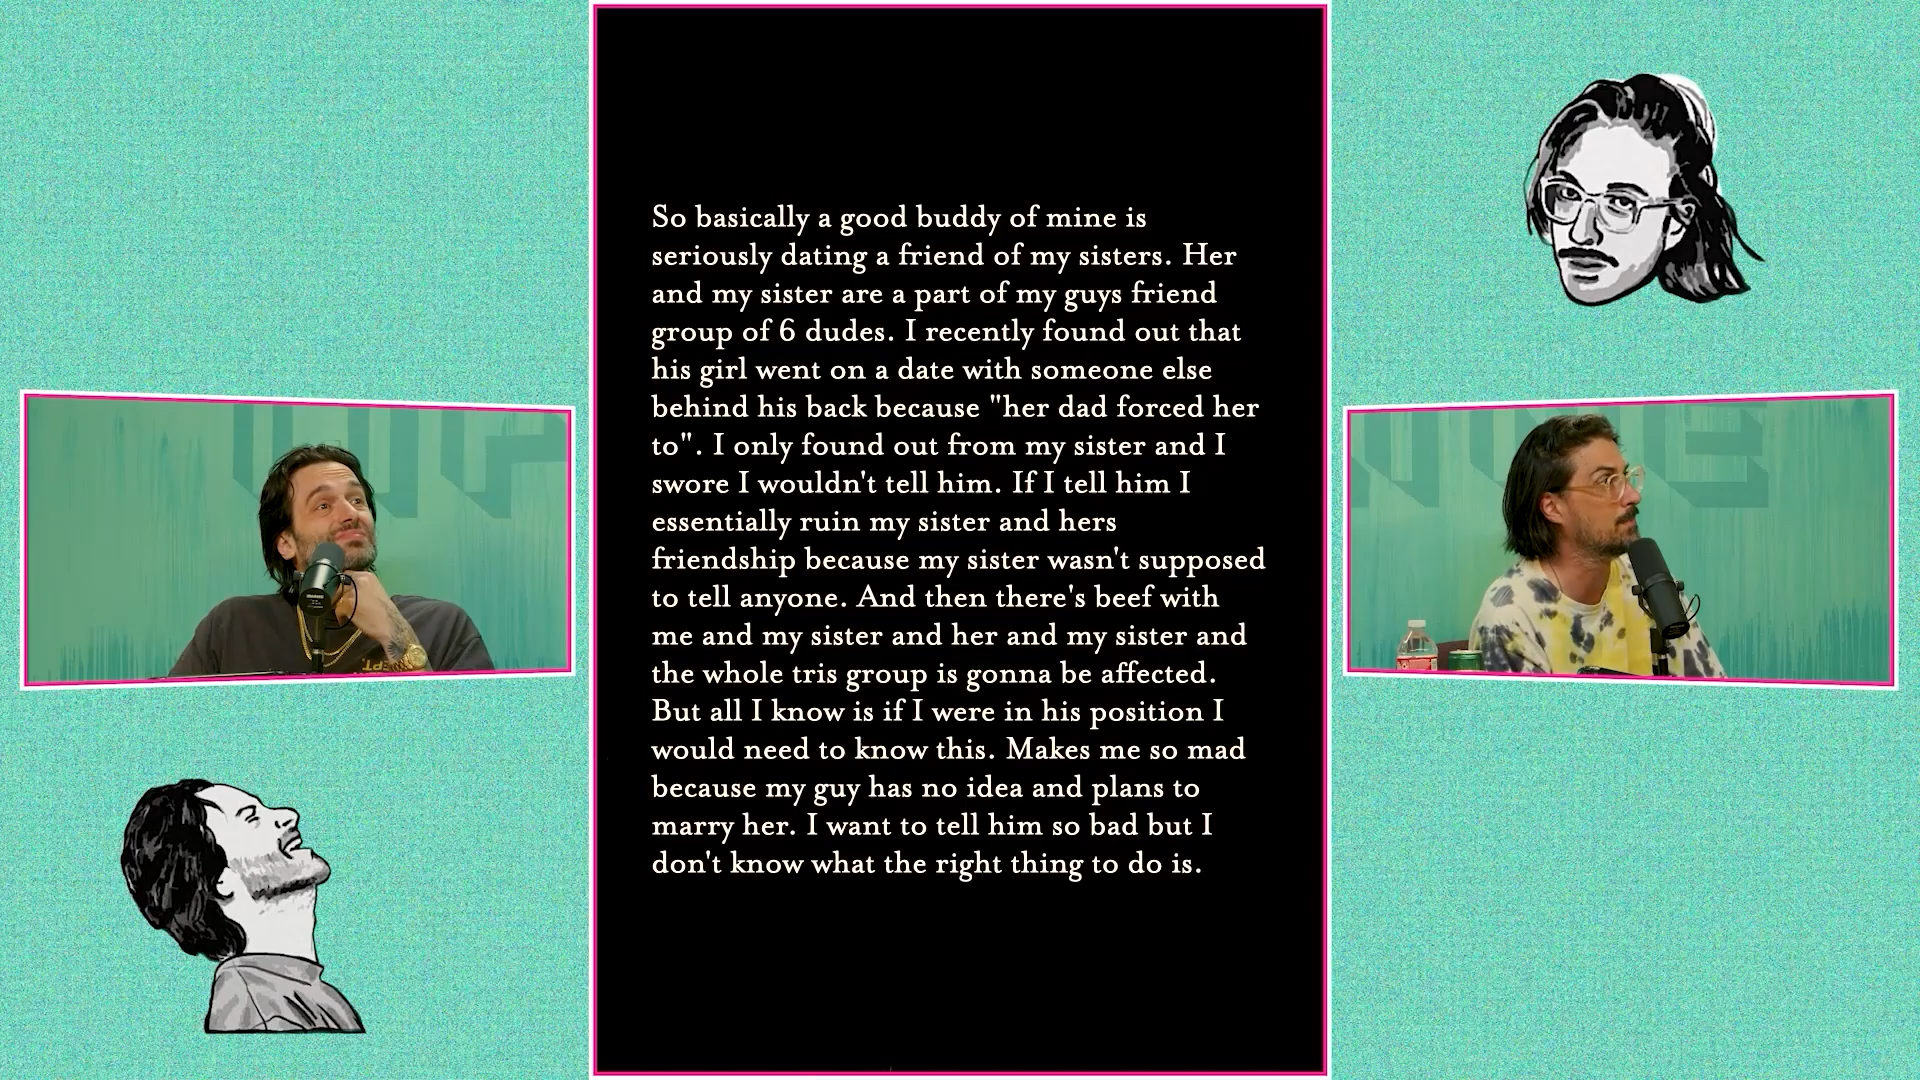 So basically a good buddy of mine is
seriously dating a friend of my sisters. Her
and my sister are a part of my guys friend
group of 6 dudes. I recently found out that
his girl went on a date with someone else
behind his back because "her dad forced her
to". I only found out from my sister and I
swore I wouldn't tell him. If I tell him I
essentially ruin my sister and hers
friendship because my sister wasn't supposed
to tell anyone. And then there's beef with
me and my sister and her and my sister and
the whole tris group is gonna be affected.
But all I know is if I were in his position I
would need to know this. Makes me so mad
because my guy has no idea and plans to
marry her. I want to tell him so bad but I
don't know what the right thing to do is.